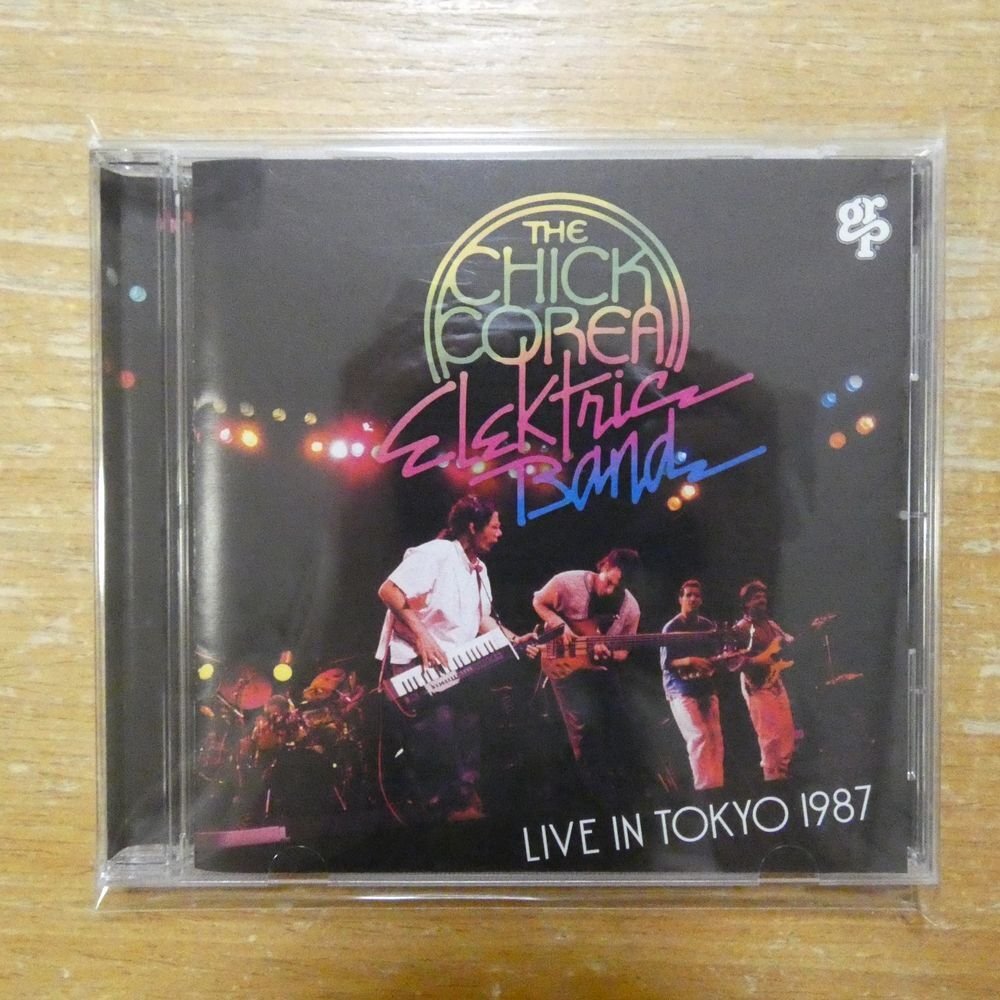 THE
CHICK
COREA
Elektric
Band
grp
LIVE IN TOKYO 1987